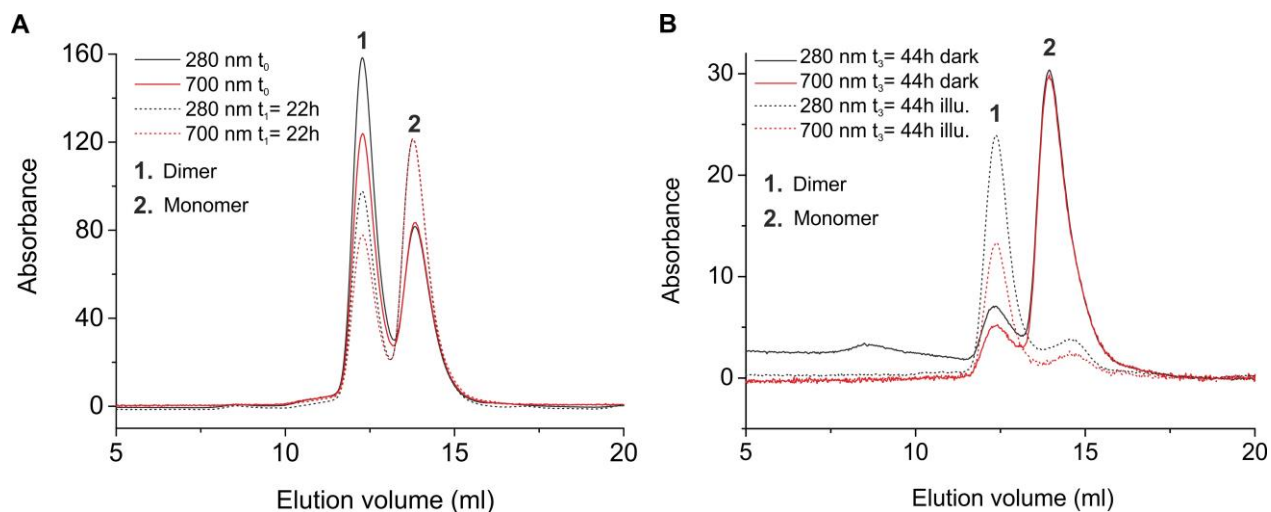 A
1
280 nm t0
700 nm t0
280 nm t1= 22h
700 nm t1= 22h
2
1. Dimer
2. Monomer
160
120
80
40
0
Absorbance
5 10 15 20
Elution volume (ml)
B
2
280 nm t3= 44h dark
700 nm t3= 44h dark
280 nm t3= 44h illu.
700 nm t3= 44h illu.
1
1. Dimer
2. Monomer
30
20
10
0
Absorbance
5 10 15 20
Elution volume (ml)